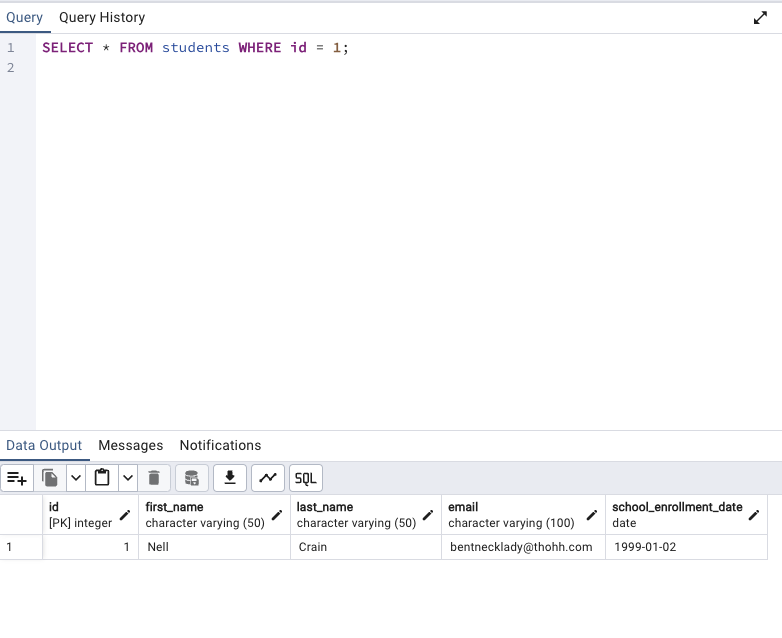 Query Query History
1 SELECT * FROM students WHERE id = 1;
2
Data Output Messages Notifications
SQL
id first_name last_name email school_enrollment_date
[PK] integer character varying (50) character varying (50) character varying (100) date
1 1 Nell Crain bentnecklady@thohh.com 1999-01-02